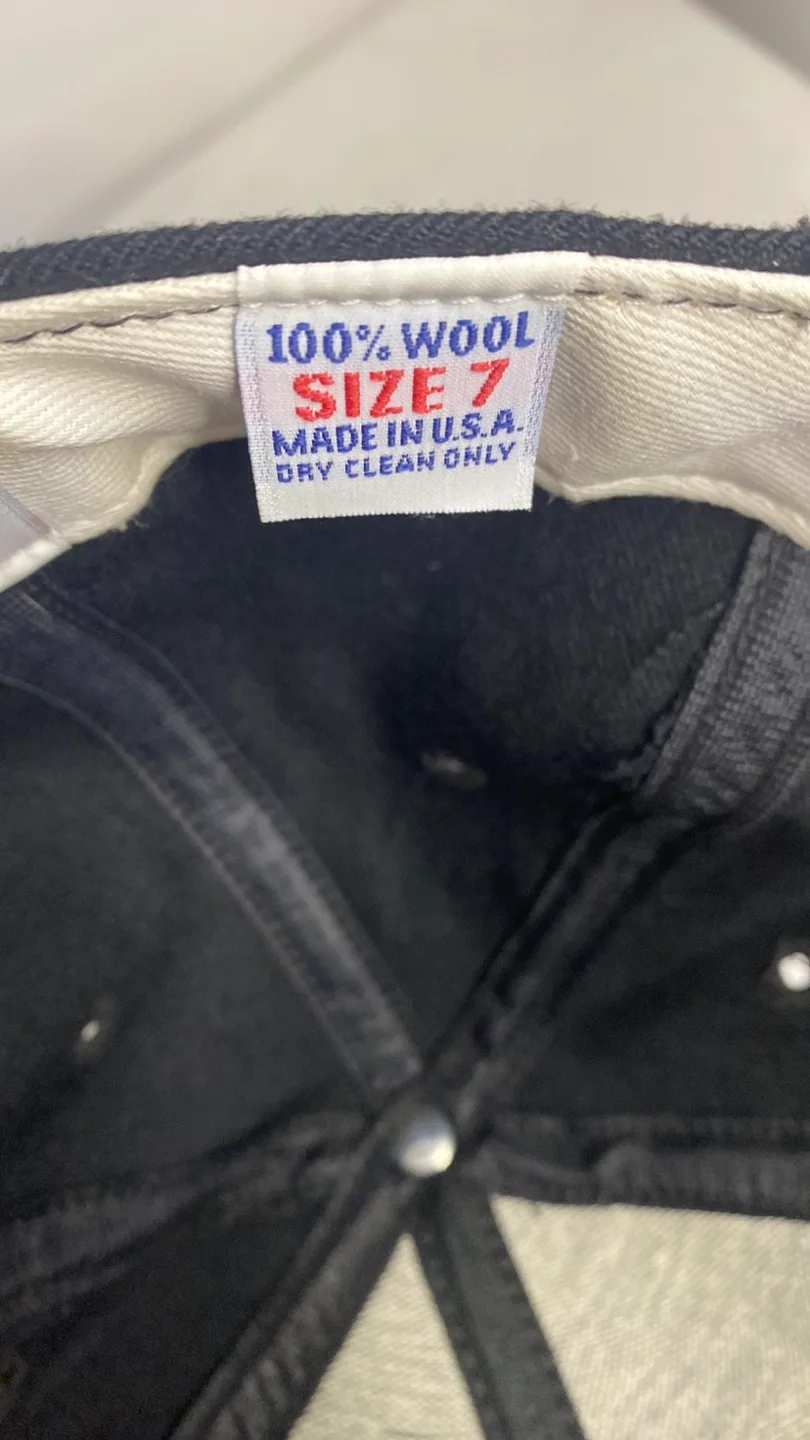 100% WOOL
SIZE 7
MADE IN U.S.A.
DRY CLEAN ONLY